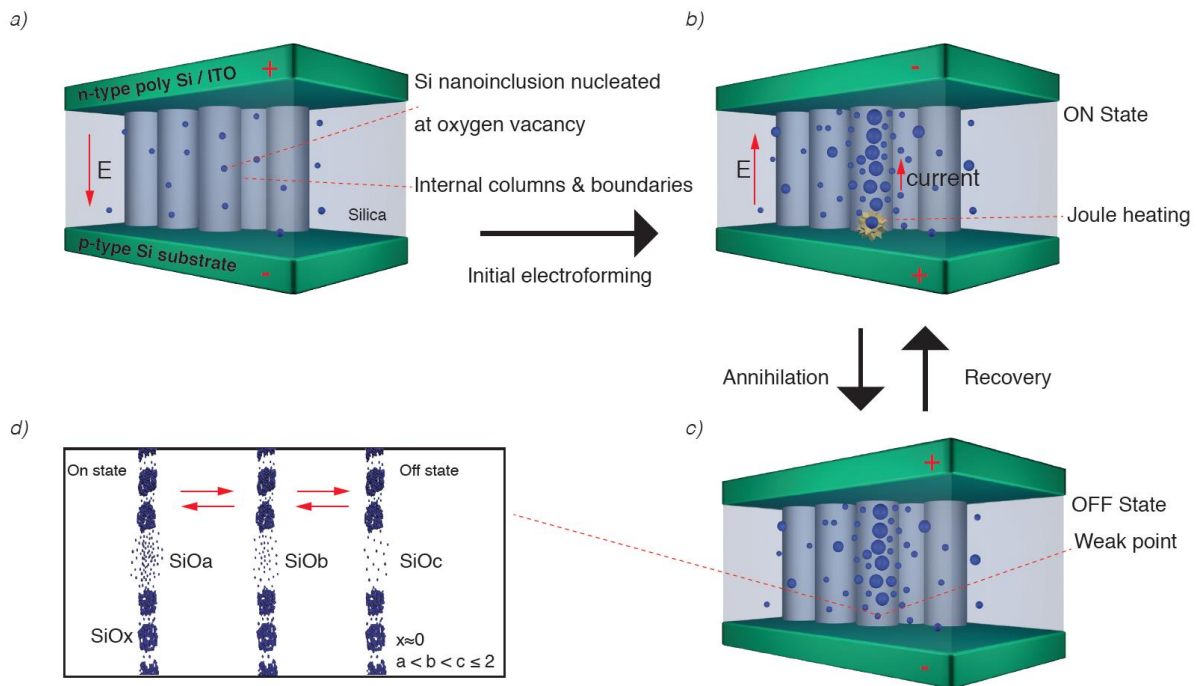 a)
n-type poly Si / ITO
+
E
Silica
p-type Si substrate
-
Si nanoinclusion nucleated
at oxygen vacancy
Internal columns & boundaries
Initial electroforming
b)
-
ON State
E
current
Joule heating
+
Annihilation
Recovery
c)
+
OFF State
Weak point
-
d)
On state
Off state
SiOa
SiOb
SiOc
SiOx
x≈0
a < b < c ≤ 2